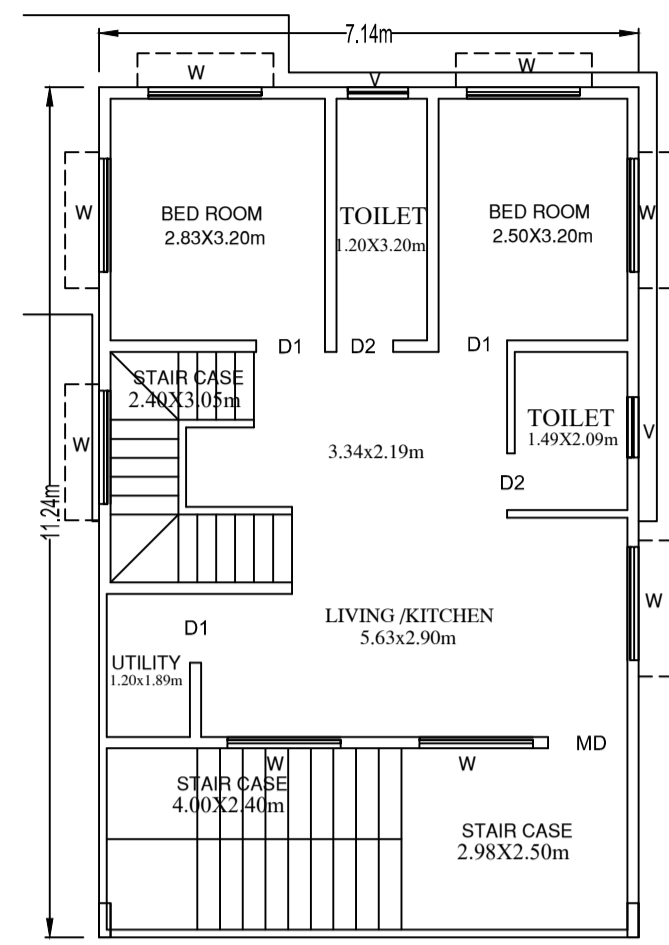 7.14m
W
V
W
BED ROOM
2.83X3.20m
TOILET
1.20X3.20m
BED ROOM
2.50X3.20m
W
W
D1
D2
D1
STAIR CASE
2.40X3.05m
W
3.34x2.19m
TOILET
1.49X2.09m
V
D2
11.24m
LIVING /KITCHEN
5.63x2.90m
W
D1
UTILITY
1.20x1.89m
MD
W
W
STAIR CASE
4.00X2.40m
STAIR CASE
2.98X2.50m